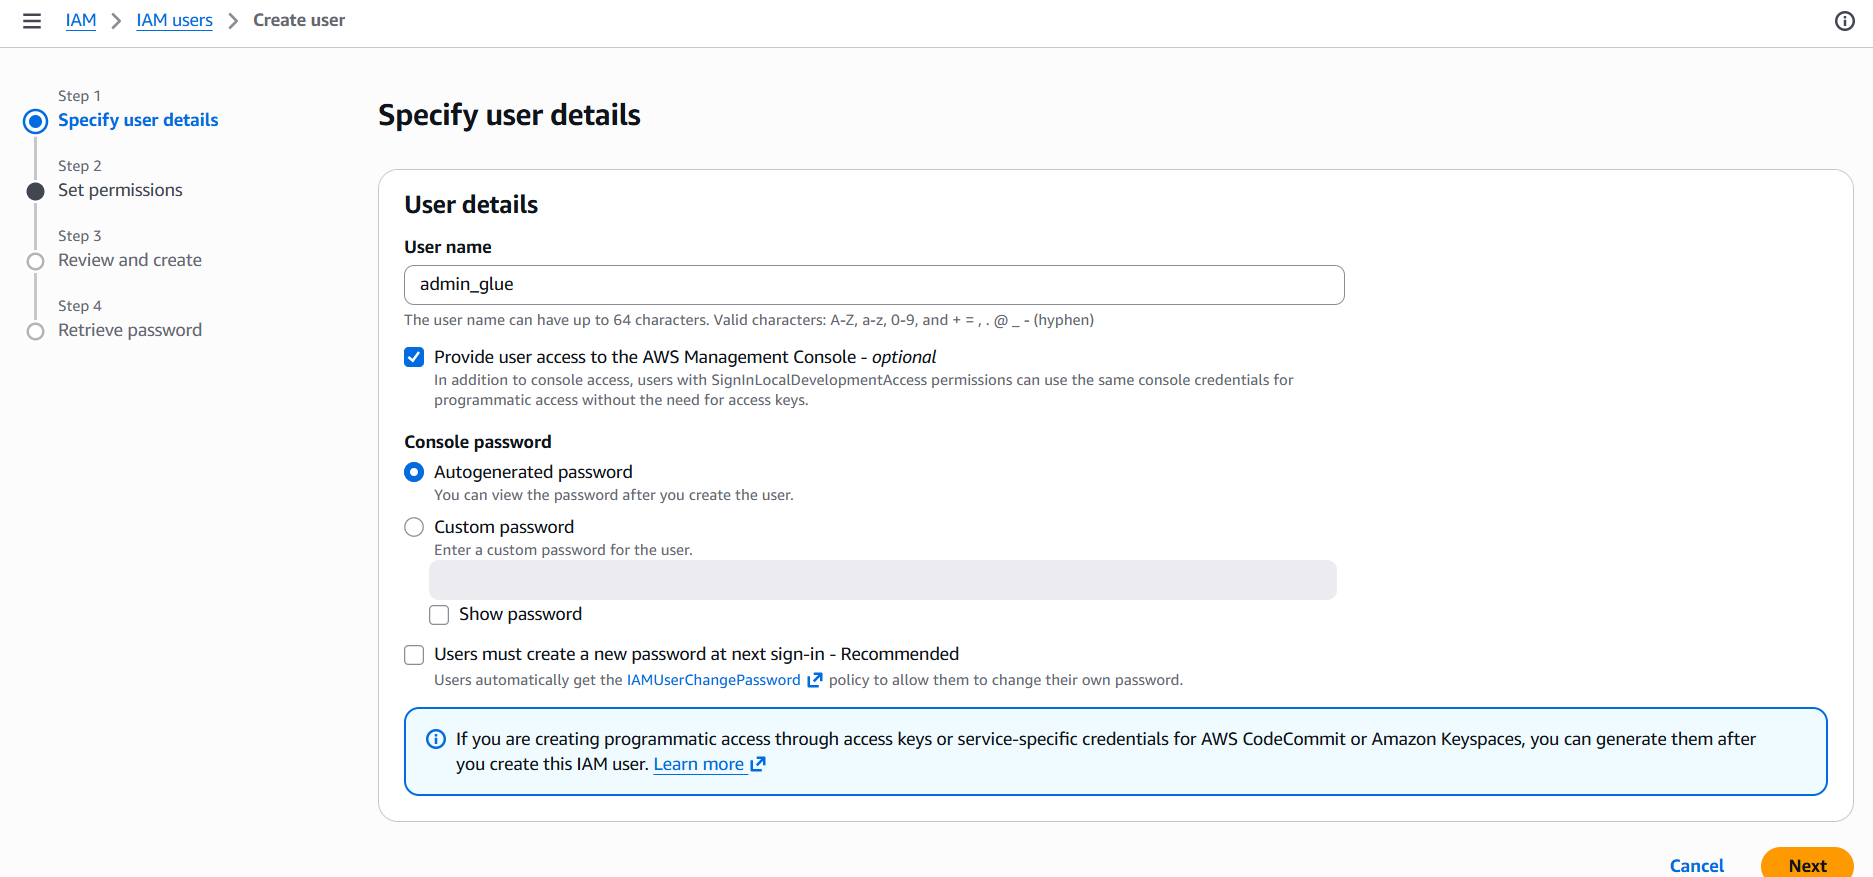 IAM > IAM users > Create user
Step 1
Specify user details
Step 2
Set permissions
Step 3
Review and create
Step 4
Retrieve password
Specify user details
User details
User name
admin_glue
The user name can have up to 64 characters. Valid characters: A-Z, a-z, 0-9, and + = , . @ _ - (hyphen)
Provide user access to the AWS Management Console - optional
In addition to console access, users with SignInLocalDevelopmentAccess permissions can use the same console credentials for
programmatic access without the need for access keys.
Console password
Autogenerated password
You can view the password after you create the user.
Custom password
Enter a custom password for the user.
Show password
Users must create a new password at next sign-in - Recommended
Users automatically get the IAMUserChangePassword policy to allow them to change their own password.
If you are creating programmatic access through access keys or service-specific credentials for AWS CodeCommit or Amazon Keyspaces, you can generate them after
you create this IAM user. Learn more
Cancel
Next